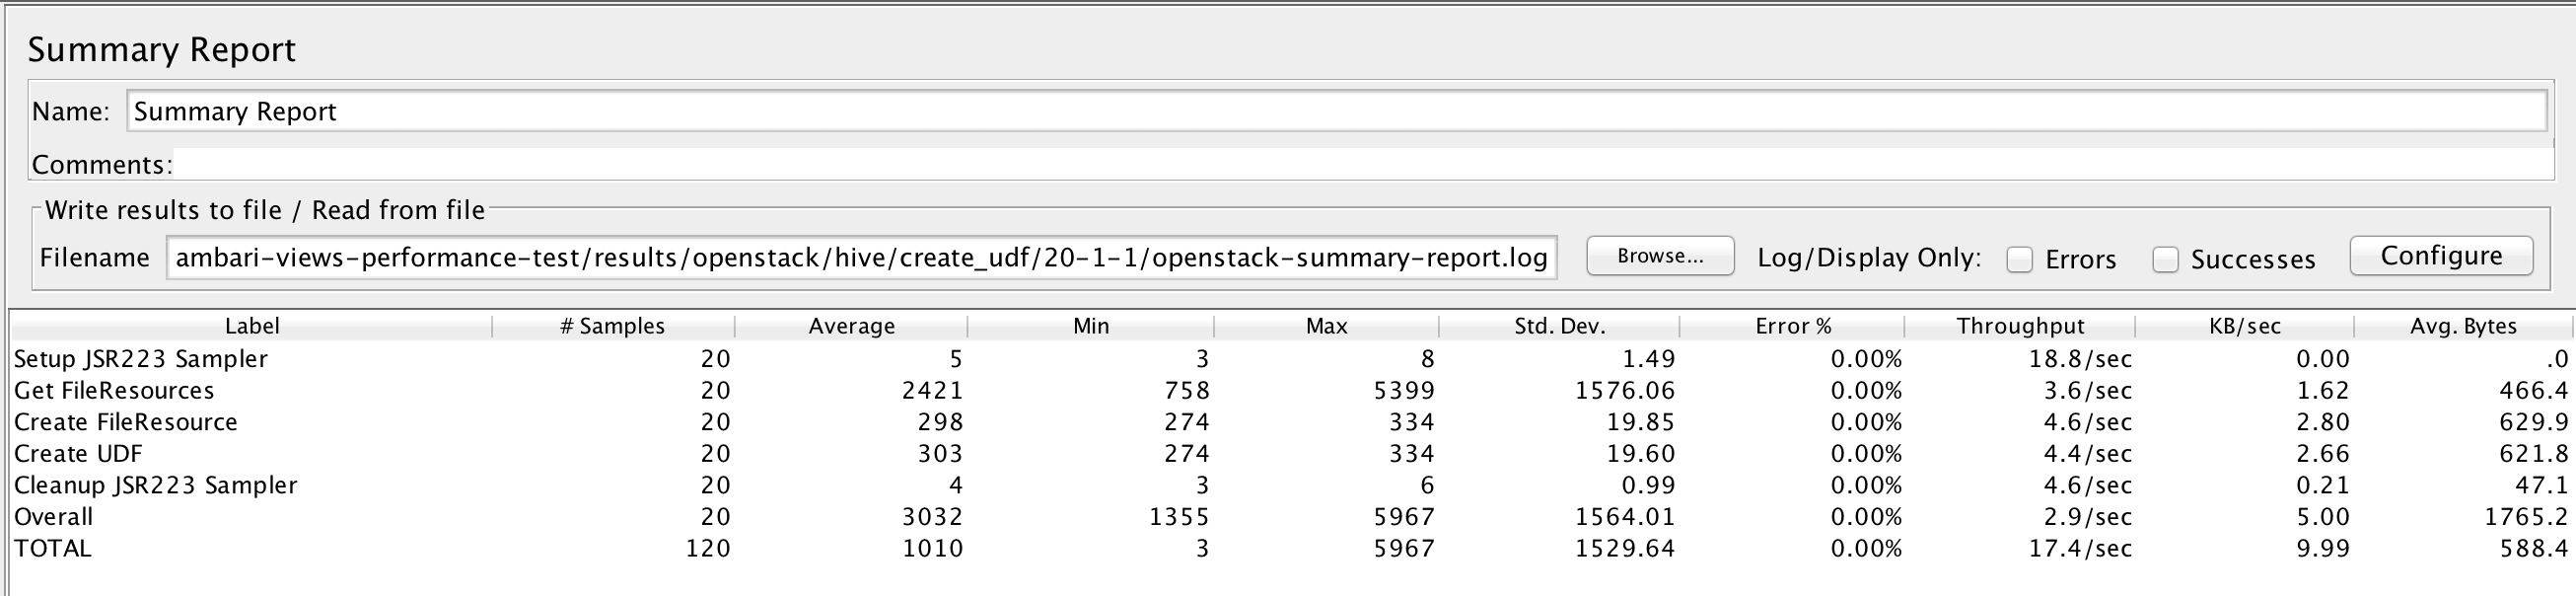 Summary Report
Name: Summary Report
Comments:
Write results to file / Read from file
Filename ambari-views-performance-test/results/openstack/hive/create_udf/20-1-1/openstack-summary-report.log Browse... Log/Display Only: Errors Successes Configure
Label # Samples Average Min Max Std. Dev. Error % Throughput KB/sec Avg. Bytes
Setup JSR223 Sampler 20 5 3 8 1.49 0.00% 18.8/sec 0.00 .0
Get FileResources 20 2421 758 5399 1576.06 0.00% 3.6/sec 1.62 466.4
Create FileResource 20 298 274 334 19.85 0.00% 4.6/sec 2.80 629.9
Create UDF 20 303 274 334 19.60 0.00% 4.4/sec 2.66 621.8
Cleanup JSR223 Sampler 20 4 3 6 0.99 0.00% 4.6/sec 0.21 47.1
Overall 20 3032 1355 5967 1564.01 0.00% 2.9/sec 5.00 1765.2
TOTAL 120 1010 3 5967 1529.64 0.00% 17.4/sec 9.99 588.4